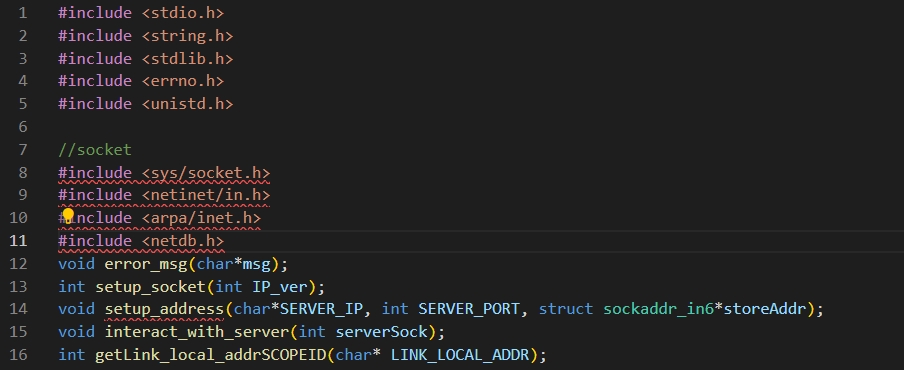 1 #include <stdio.h>
2 #include <string.h>
3 #include <stdlib.h>
4 #include <errno.h>
5 #include <unistd.h>
6
7 //socket
8 #include <sys/socket.h>
9 #include <netinet/in.h>
10 #include <arpa/inet.h>
11 #include <netdb.h>
12 void error_msg(char*msg);
13 int setup_socket(int IP_ver);
14 void setup_address(char*SERVER_IP, int SERVER_PORT, struct sockaddr_in6*storeAddr);
15 void interact_with_server(int serverSock);
16 int getLink_local_addrSCOPEID(char* LINK_LOCAL_ADDR);